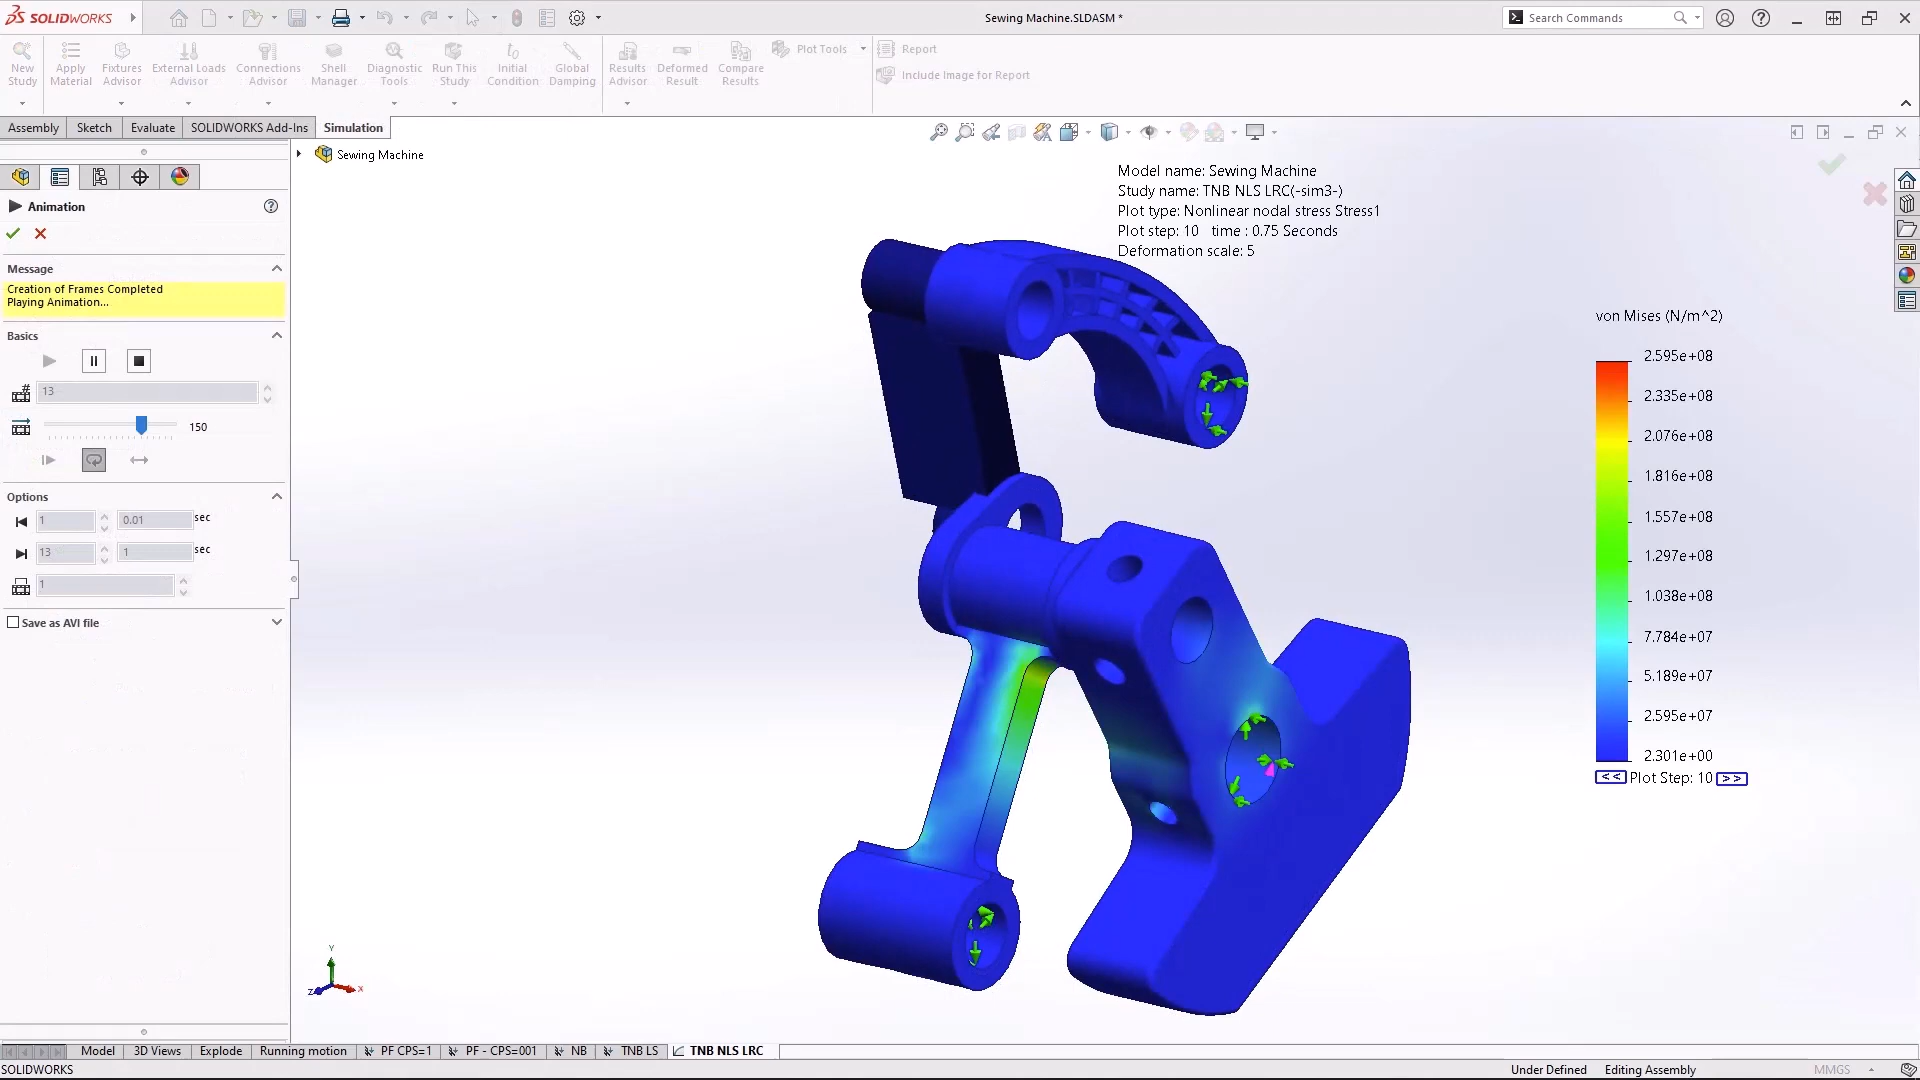 SOLIDWORKS
Sewing Machine.SLDASM *
Search Commands
New Study
Apply Material
Fixtures Advisor
External Loads Advisor
Connections Advisor
Shell Manager
Diagnostic Tools
Run This Study
Initial Condition
Global Damping
Results Advisor
Deformed Result
Compare Results
Plot Tools
Report
Include Image for Report
Assembly
Sketch
Evaluate
SOLIDWORKS Add-Ins
Simulation
Sewing Machine
Animation
Message
Creation of Frames Completed
Playing Animation...
Basics
13
150
Options
1 0.01 sec
13 1 sec
1
Save as AVI file
Model name: Sewing Machine
Study name: TNB NLS LRC(-sim3-)
Plot type: Nonlinear nodal stress Stress1
Plot step: 10 time : 0.75 Seconds
Deformation scale: 5
von Mises (N/m^2)
2.595e+08
2.335e+08
2.076e+08
1.816e+08
1.557e+08
1.297e+08
1.038e+08
7.784e+07
5.189e+07
2.595e+07
2.301e+00
<< Plot Step: 10 >>
Y
Z
X
Model
3D Views
Explode
Running motion
PF CPS=1
PF - CPS=001
NB
TNB LS
TNB NLS LRC
SOLIDWORKS
Under Defined
Editing Assembly
MMGS